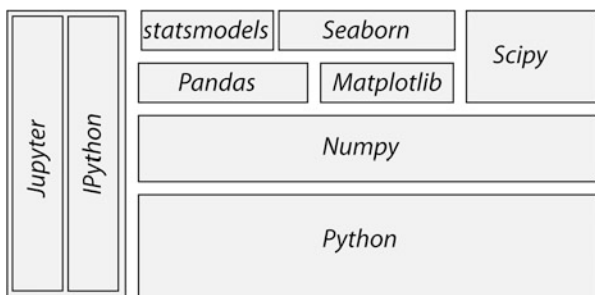 Jupyter
IPython
statsmodels
Seaborn
Scipy
Pandas
Matplotlib
Numpy
Python